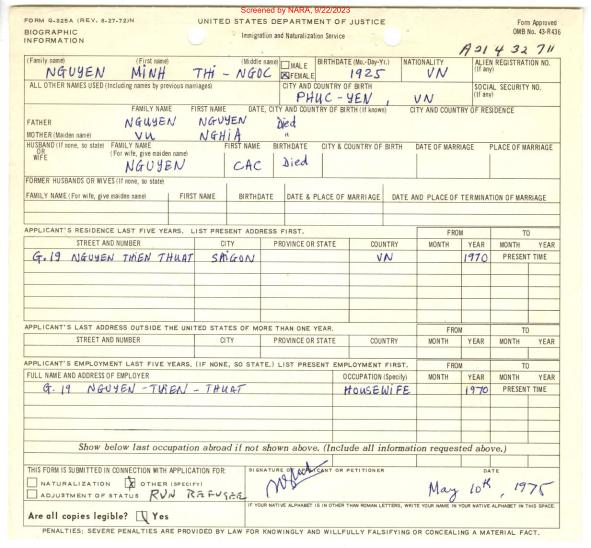 Screened by NARA, 9/22/2023
FORM G-325A (REV. 8-27-72)N
UNITED STATES DEPARTMENT OF JUSTICE
Form Approved
OMB No. 43-R436
BIOGRAPHIC
INFORMATION
Immigration and Naturalization Service
A21 432 711
(Family name) (First name) (Middle name) MALE FEMALE BIRTHDATE (Mo.-Day-Yr.) NATIONALITY ALIEN REGISTRATION NO. (If any)
NGUYEN MINH THI - NGOC 1925 VN
ALL OTHER NAMES USED (Including names by previous marriages) CITY AND COUNTRY OF BIRTH SOCIAL SECURITY NO. (If any)
PHUC-YEN, VN
FAMILY NAME FIRST NAME DATE, CITY AND COUNTRY OF BIRTH (If known) CITY AND COUNTRY OF RESIDENCE
FATHER NGUYEN NGUYEN Died
MOTHER (Maiden name) VU NGHIA "
HUSBAND (If none, so state) OR WIFE FAMILY NAME (For wife, give maiden name) FIRST NAME BIRTHDATE CITY & COUNTRY OF BIRTH DATE OF MARRIAGE PLACE OF MARRIAGE
NGUYEN CAC Died
FORMER HUSBANDS OR WIVES (If none, so state)
FAMILY NAME (For wife, give maiden name) FIRST NAME BIRTHDATE DATE & PLACE OF MARRIAGE DATE AND PLACE OF TERMINATION OF MARRIAGE
APPLICANT'S RESIDENCE LAST FIVE YEARS. LIST PRESENT ADDRESS FIRST. FROM TO
STREET AND NUMBER CITY PROVINCE OR STATE COUNTRY MONTH YEAR MONTH YEAR
G.19 NGUYEN THIEN THUAT SAIGON VN 1970 PRESENT TIME
APPLICANT'S LAST ADDRESS OUTSIDE THE UNITED STATES OF MORE THAN ONE YEAR. FROM TO
STREET AND NUMBER CITY PROVINCE OR STATE COUNTRY MONTH YEAR MONTH YEAR
APPLICANT'S EMPLOYMENT LAST FIVE YEARS. (IF NONE, SO STATE.) LIST PRESENT EMPLOYMENT FIRST. FROM TO
FULL NAME AND ADDRESS OF EMPLOYER OCCUPATION (Specify) MONTH YEAR MONTH YEAR
G. 19 NGUYEN - THIEN - THUAT HOUSEWIFE 1970 PRESENT TIME
Show below last occupation abroad if not shown above. (Include all information requested above.)
THIS FORM IS SUBMITTED IN CONNECTION WITH APPLICATION FOR: SIGNATURE OF APPLICANT OR PETITIONER DATE
NATURALIZATION OTHER (SPECIFY)
ADJUSTMENT OF STATUS RVN REFUGEE May 10th, 1975
IF YOUR NATIVE ALPHABET IS IN OTHER THAN ROMAN LETTERS, WRITE YOUR NAME IN YOUR NATIVE ALPHABET IN THIS SPACE.
Are all copies legible? Yes
PENALTIES: SEVERE PENALTIES ARE PROVIDED BY LAW FOR KNOWINGLY AND WILLFULLY FALSIFYING OR CONCEALING A MATERIAL FACT.